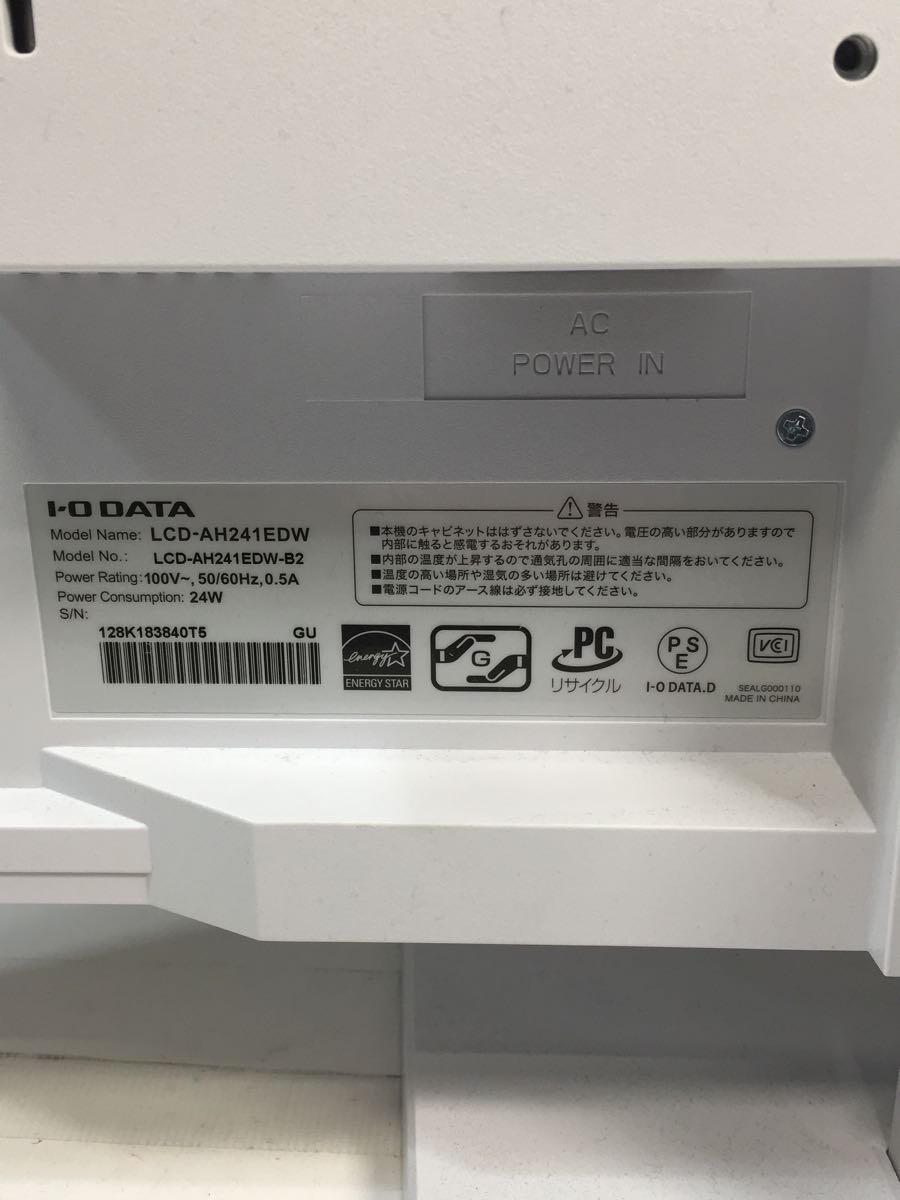 AC
POWER IN
I-O DATA
Model Name: LCD-AH241EDW
Model No.: LCD-AH241EDW-B2
Power Rating: 100V~, 50/60Hz, 0.5A
Power Consumption: 24W
S/N:
128K183840T5 GU
警告
■本機のキャビネットははずさないでください。電圧の高い部分がありますので
内部に触ると感電するおそれがあります。
■内部の温度が上昇するので通気孔の周囲に適当な間隔をおいてください。
■温度の高い場所や湿気の多い場所は避けてください。
■電源コードのアース線は必ず接地してください。
energy
ENERGY STAR
G
PC
リサイクル
PS
E
I-O DATA.D
VCCI
SEALG000110
MADE IN CHINA